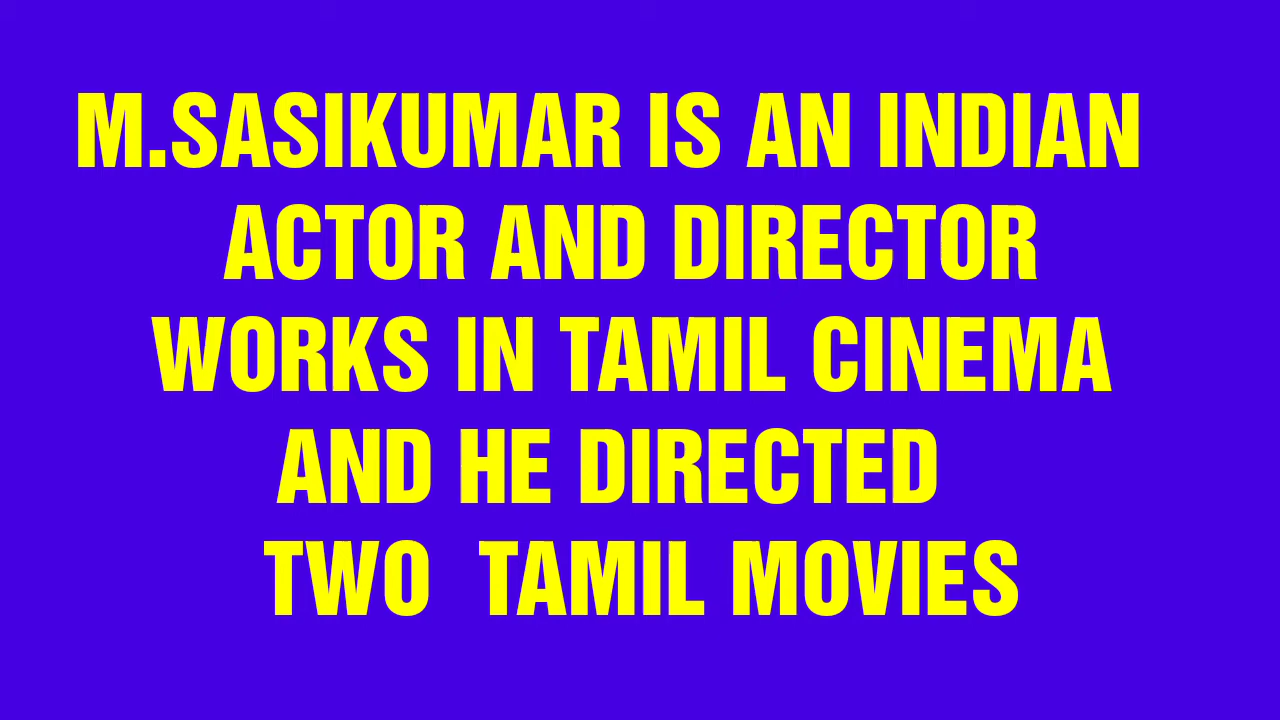 M.SASIKUMAR IS AN INDIAN
ACTOR AND DIRECTOR
WORKS IN TAMIL CINEMA
AND HE DIRECTED
TWO  TAMIL MOVIES